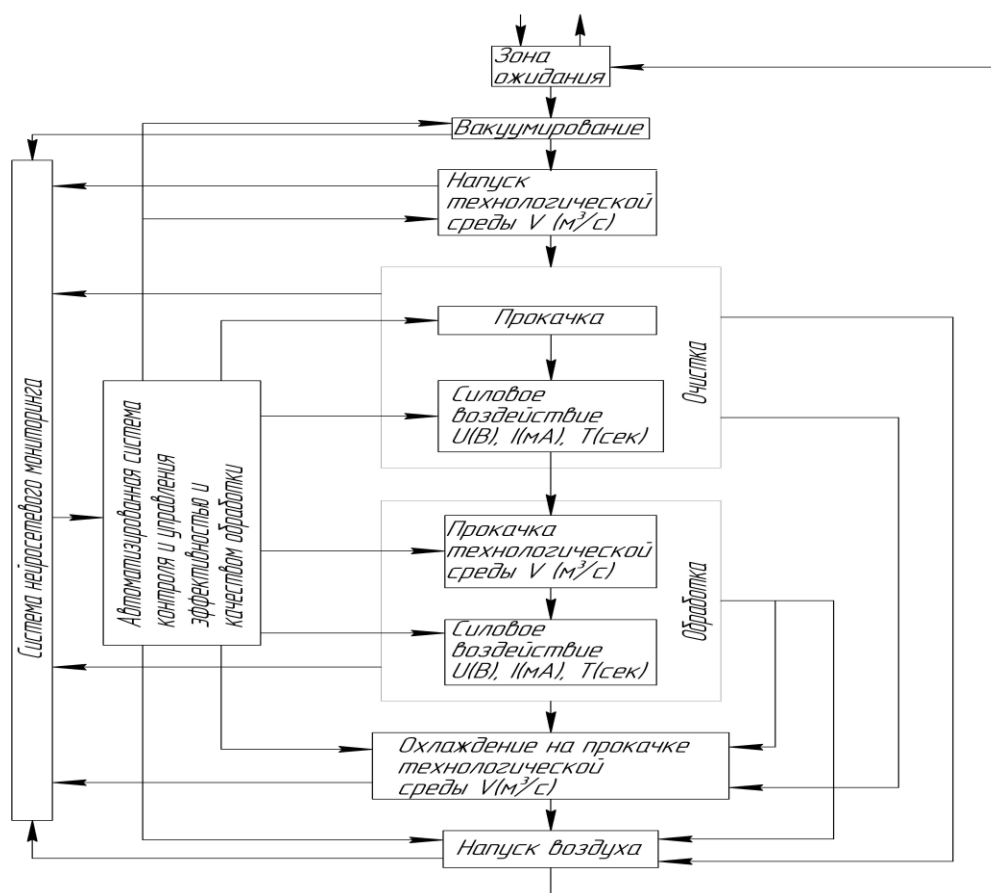 Зона
ожидания
Вакуумирование
Напуск
технологической
среды V (м³/с)
Прокачка
Силовое
воздействие
U(В), I(мА), T(сек)
Очистка
Система нейросетевого мониторинга
Автоматизированная система
контроля и управления
эффективностью и
качеством обработки
Прокачка
технологической
среды V (м³/с)
Силовое
воздействие
U(В), I(мА), T(сек)
Обработка
Охлаждение на прокачке
технологической
среды V(м³/с)
Напуск воздуха